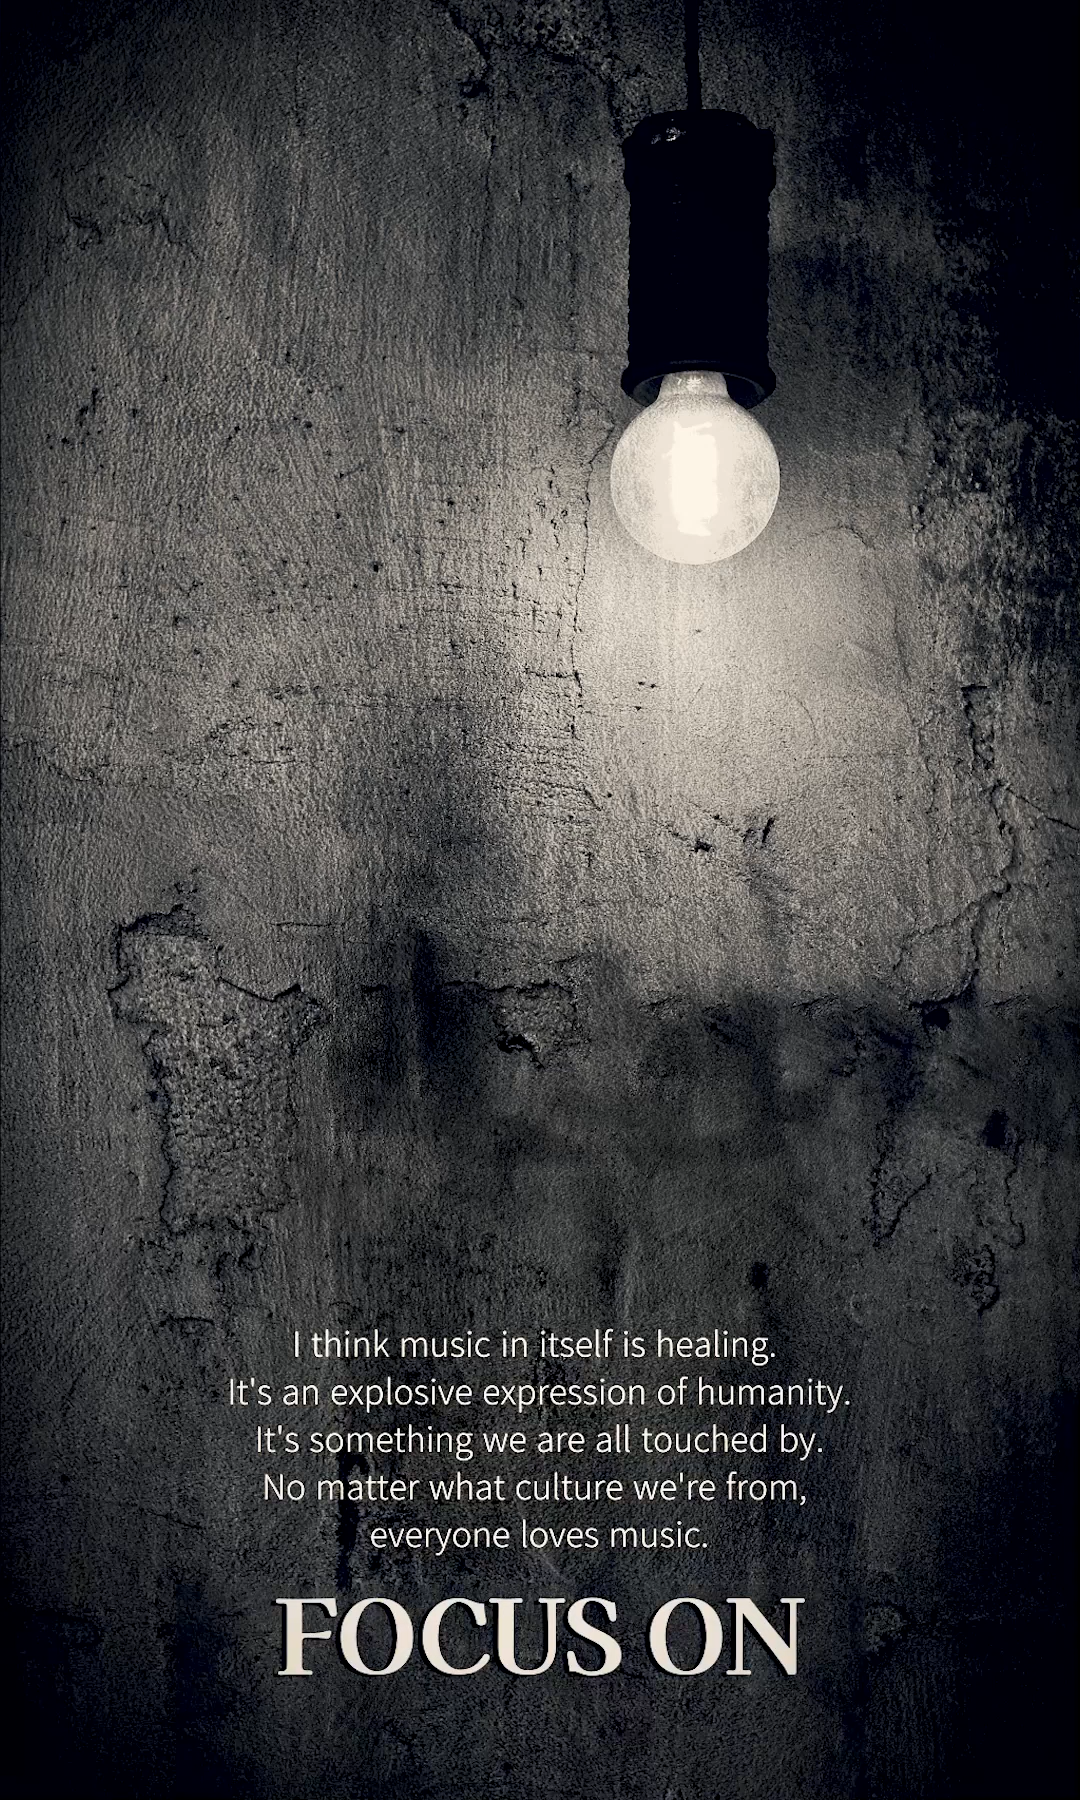 I think music in itself is healing.
It's an explosive expression of humanity.
It's something we are all touched by.
No matter what culture we're from,
everyone loves music.
FOCUS ON